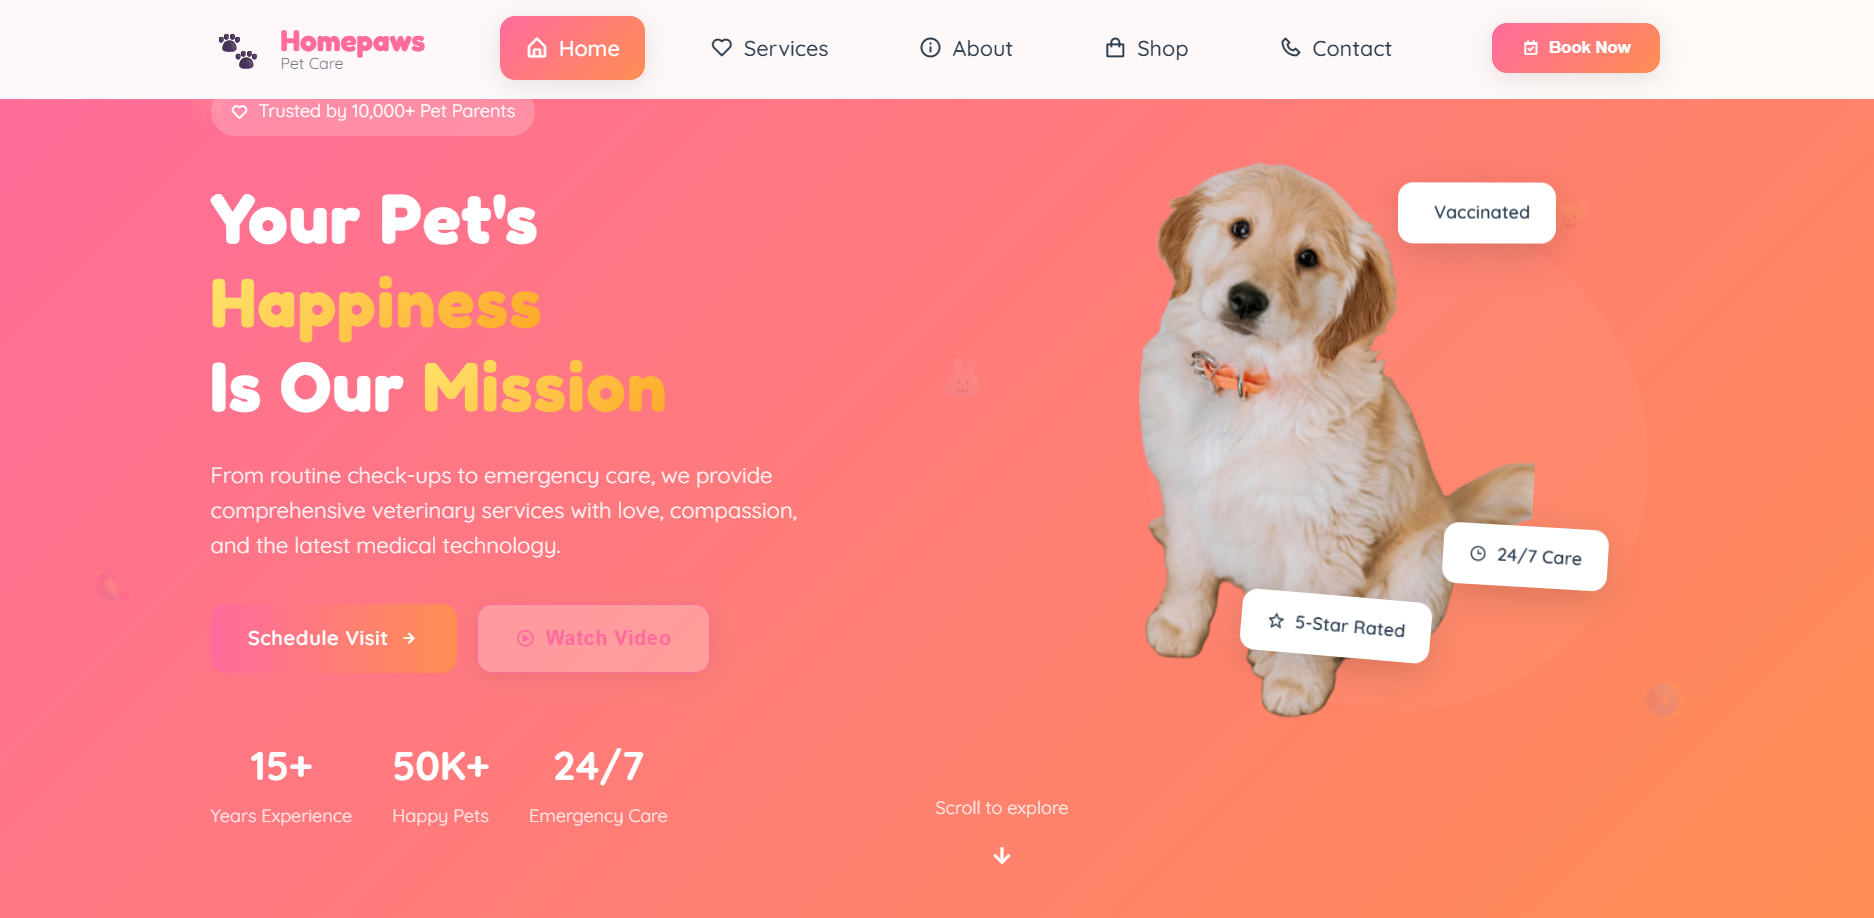 Homepaws
Pet Care
Home
Services
About
Shop
Contact
Book Now
Trusted by 10,000+ Pet Parents
Your Pet's
Happiness
Is Our Mission
From routine check-ups to emergency care, we provide
comprehensive veterinary services with love, compassion,
and the latest medical technology.
Schedule Visit
Watch Video
15+
Years Experience
50K+
Happy Pets
24/7
Emergency Care
Vaccinated
24/7 Care
5-Star Rated
Scroll to explore